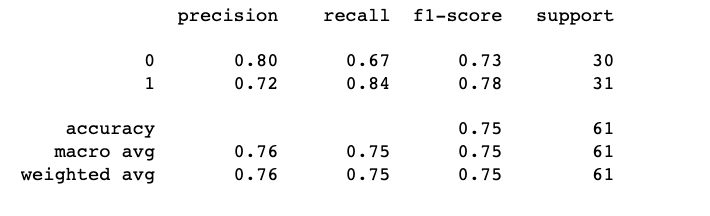 precision recall f1-score support
0 0.80 0.67 0.73 30
1 0.72 0.84 0.78 31
accuracy 0.75 61
macro avg 0.76 0.75 0.75 61
weighted avg 0.76 0.75 0.75 61